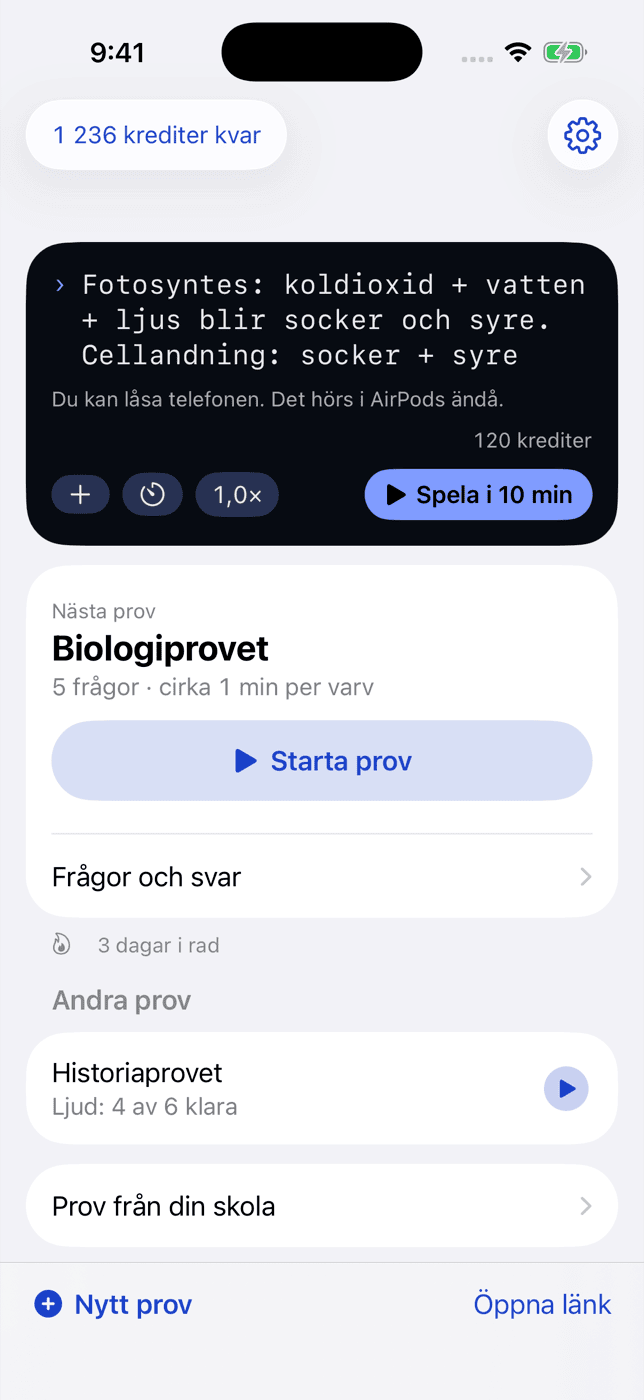 9:41
1 236 krediter kvar
› Fotosyntes: koldioxid + vatten
+ ljus blir socker och syre.
Cellandning: socker + syre
Du kan låsa telefonen. Det hörs i AirPods ändå.
120 krediter
1,0×
Spela i 10 min
Nästa prov
Biologiprovet
5 frågor · cirka 1 min per varv
Starta prov
Frågor och svar
3 dagar i rad
Andra prov
Historiaprovet
Ljud: 4 av 6 klara
Prov från din skola
Nytt prov
Öppna länk